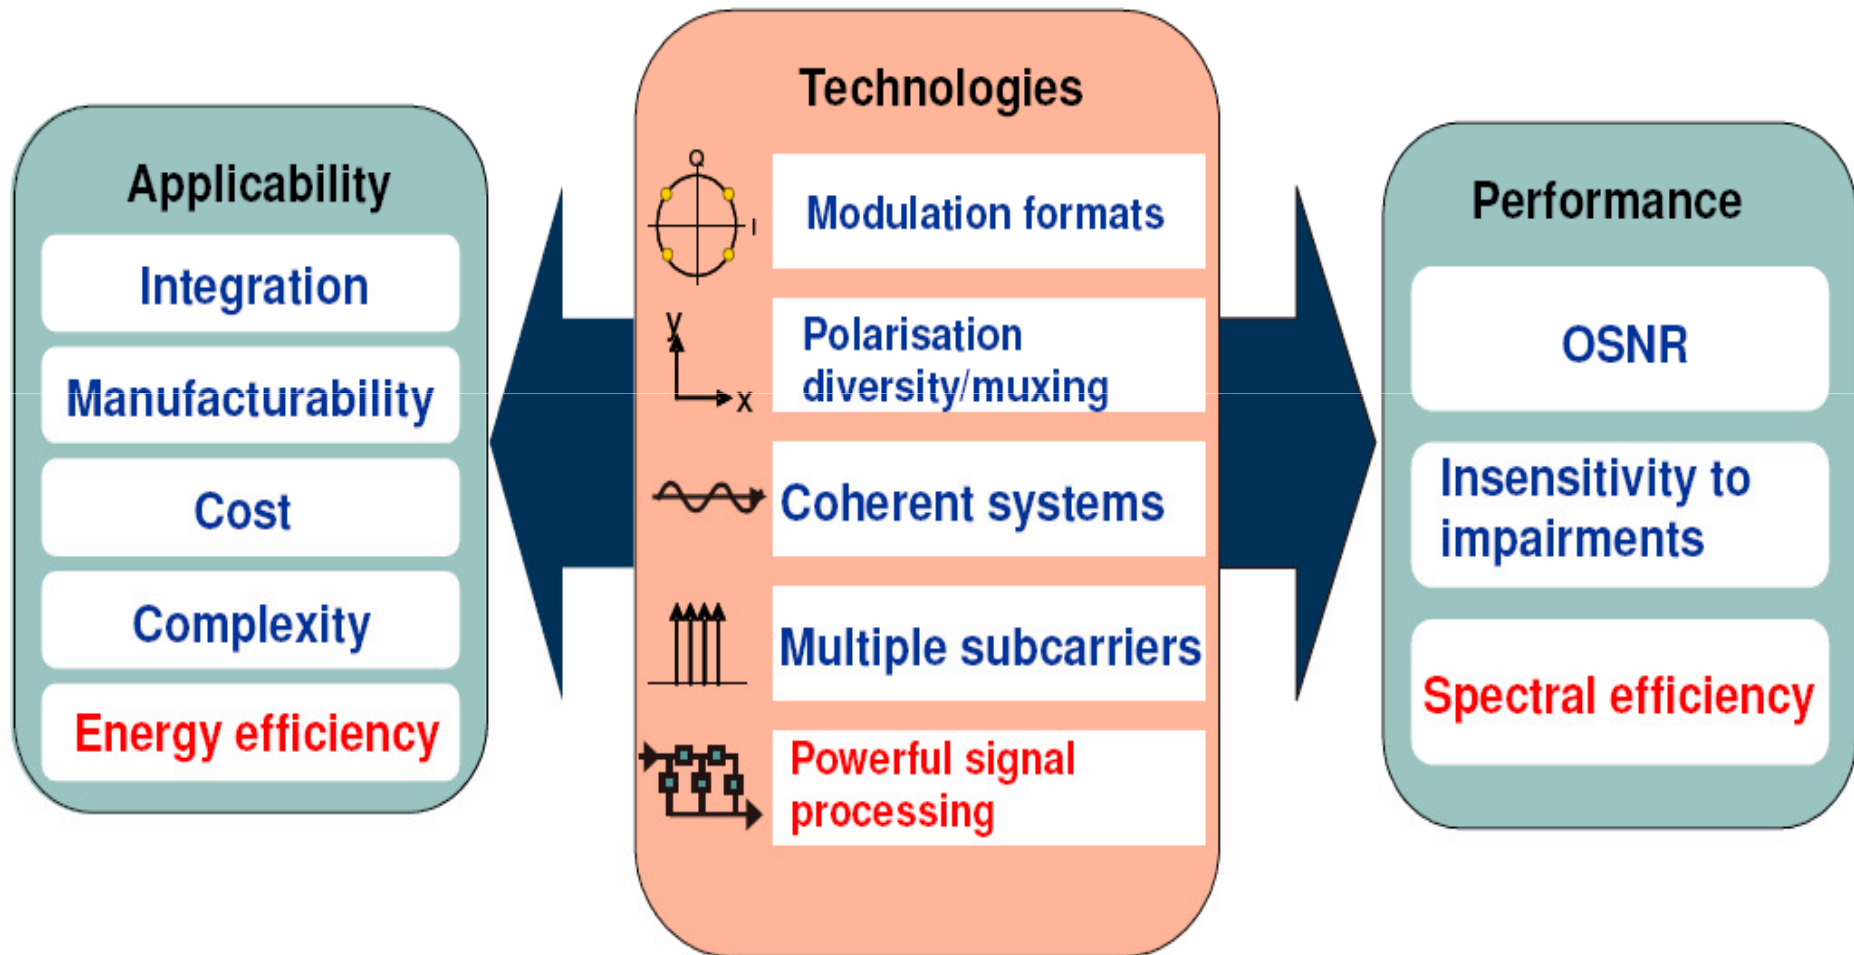 Applicability
Integration
Manufacturability
Cost
Complexity
Energy efficiency
Technologies
Q
I
Modulation formats
y
x
Polarisation
diversity/muxing
Coherent systems
Multiple subcarriers
Powerful signal
processing
Performance
OSNR
Insensitivity to
impairments
Spectral efficiency